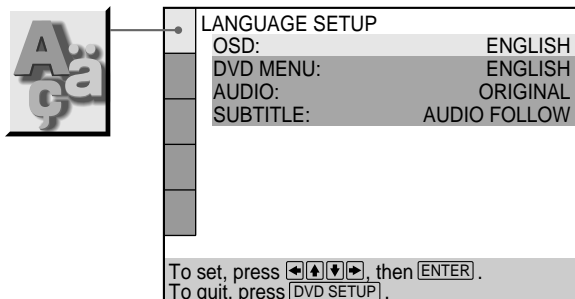 Aäç
LANGUAGE SETUP
OSD: ENGLISH
DVD MENU: ENGLISH
AUDIO: ORIGINAL
SUBTITLE: AUDIO FOLLOW
To set, press ←↑↓→, then ENTER.
To quit, press DVD SETUP.